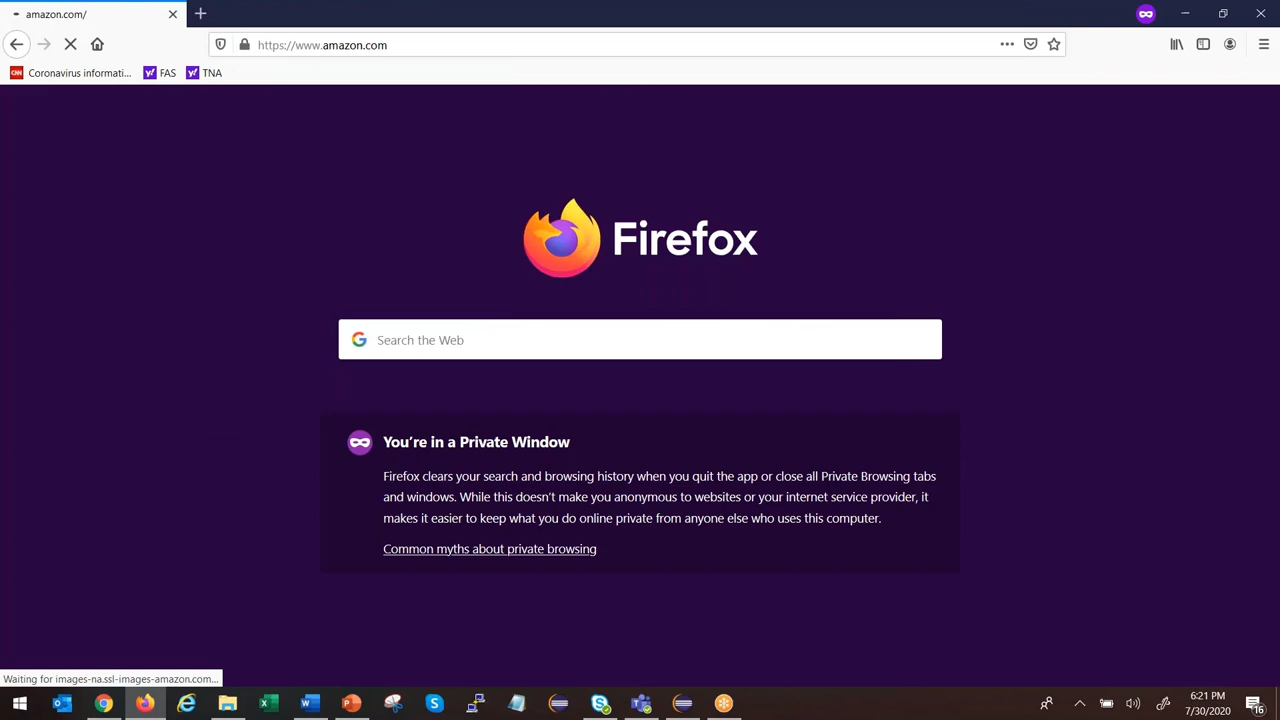 amazon.com/
https://www.amazon.com
CNN Coronavirus informati... y! FAS y! TNA
Firefox
Search the Web
You're in a Private Window
Firefox clears your search and browsing history when you quit the app or close all Private Browsing tabs
and windows. While this doesn't make you anonymous to websites or your internet service provider, it
makes it easier to keep what you do online private from anyone else who uses this computer.
Common myths about private browsing
Waiting for images-na.ssl-images-amazon.com...
6:21 PM
7/30/2020
16